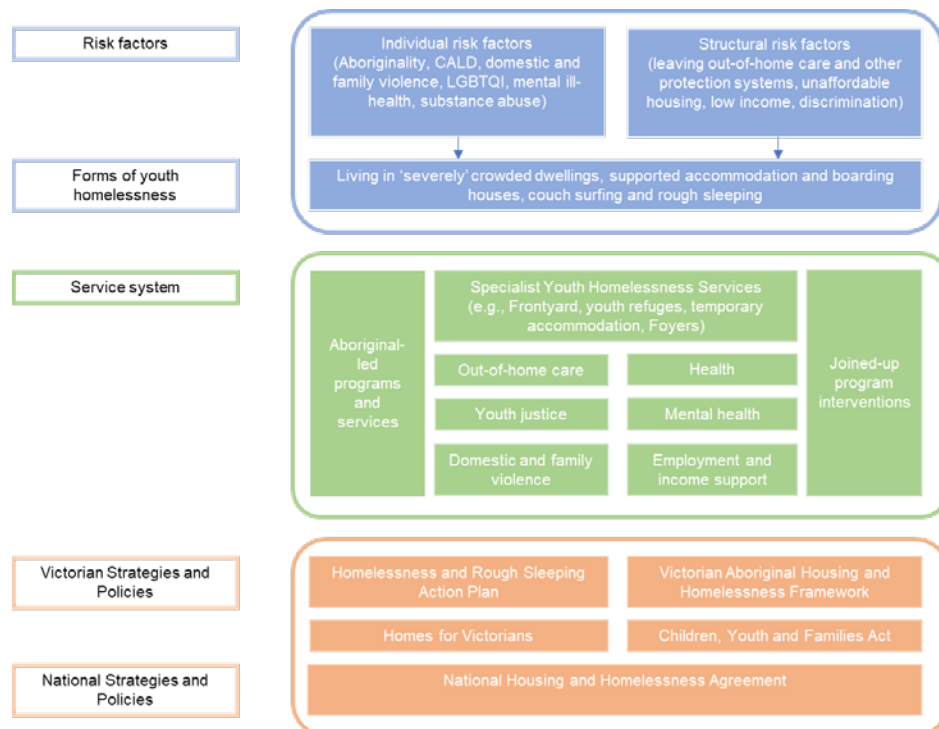 Risk factors
Individual risk factors
(Aboriginality, CALD, domestic and
family violence, LGBTQI, mental ill-
health, substance abuse)
Structural risk factors
(leaving out-of-home care and other
protection systems, unaffordable
housing, low income, discrimination)
Forms of youth
homelessness
Living in ‘severely’ crowded dwellings, supported accommodation and boarding
houses, couch surfing and rough sleeping
Service system
Aboriginal-
led
programs
and
services
Specialist Youth Homelessness Services
(e.g., Frontyard, youth refuges, temporary
accommodation, Foyers)
Out-of-home care
Health
Youth justice
Mental health
Domestic and family
violence
Employment and
income support
Joined-up
program
interventions
Victorian Strategies and
Policies
Homelessness and Rough Sleeping
Action Plan
Victorian Aboriginal Housing and
Homelessness Framework
Homes for Victorians
Children, Youth and Families Act
National Strategies and
Policies
National Housing and Homelessness Agreement